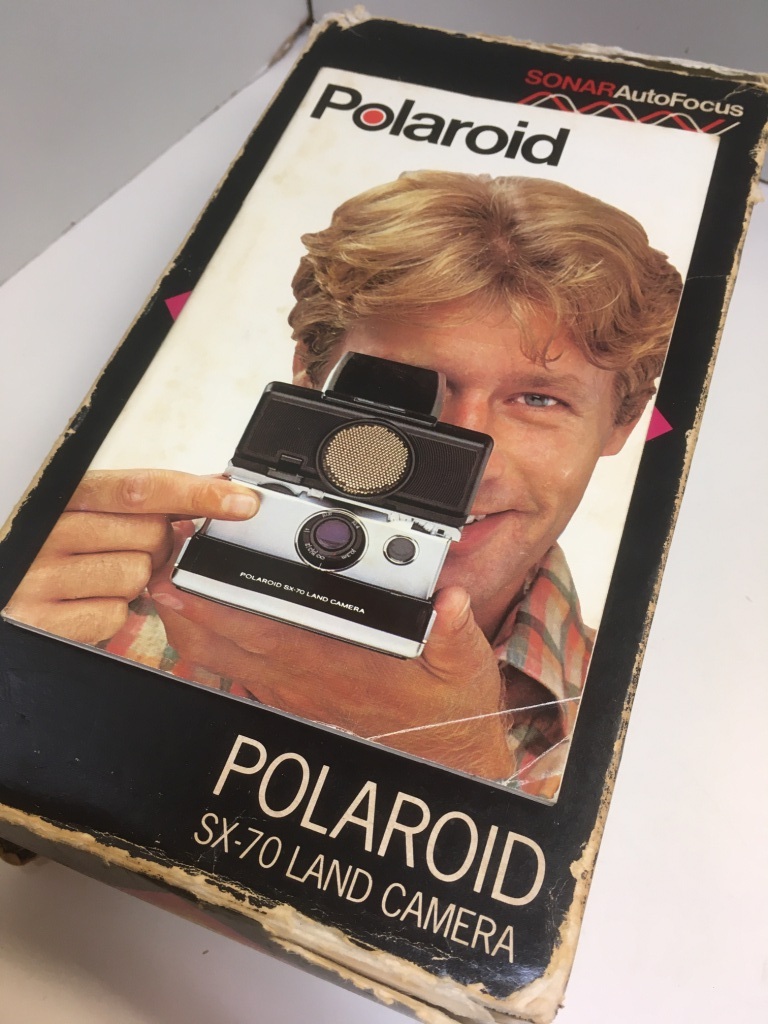 SONARAutoFocus
Polaroid
POLAROID SX-70 LAND CAMERA
POLAROID
SX-70 LAND CAMERA